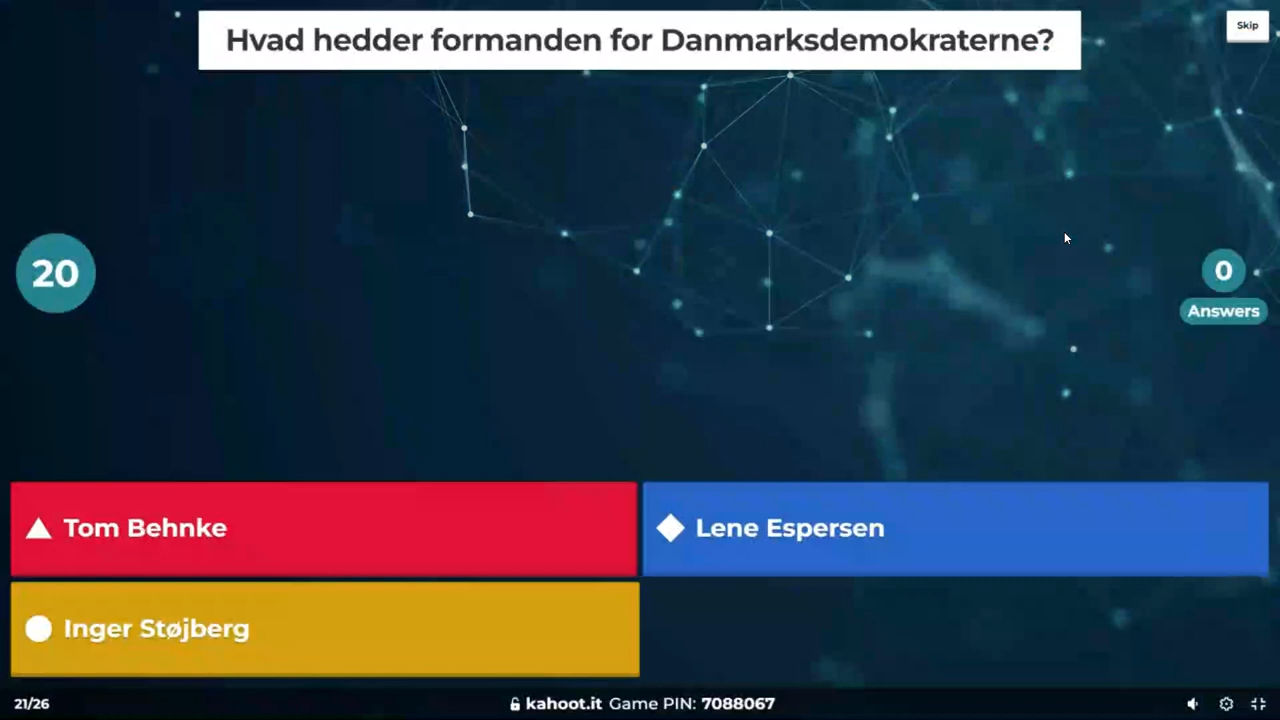 Hvad hedder formanden for Danmarksdemokraterne?
Skip
20
0
Answers
Tom Behnke
Lene Espersen
Inger Støjberg
21/26
kahoot.it Game PIN: 7088067